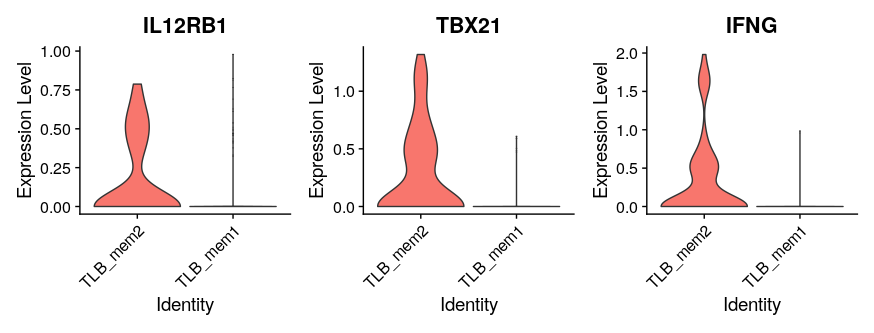 IL12RB1
Expression Level
1.00
0.75
0.50
0.25
0.00
TLB_mem2
TLB_mem1
Identity
TBX21
Expression Level
1.0
0.5
0.0
TLB_mem2
TLB_mem1
Identity
IFNG
Expression Level
2.0
1.5
1.0
0.5
0.0
TLB_mem2
TLB_mem1
Identity